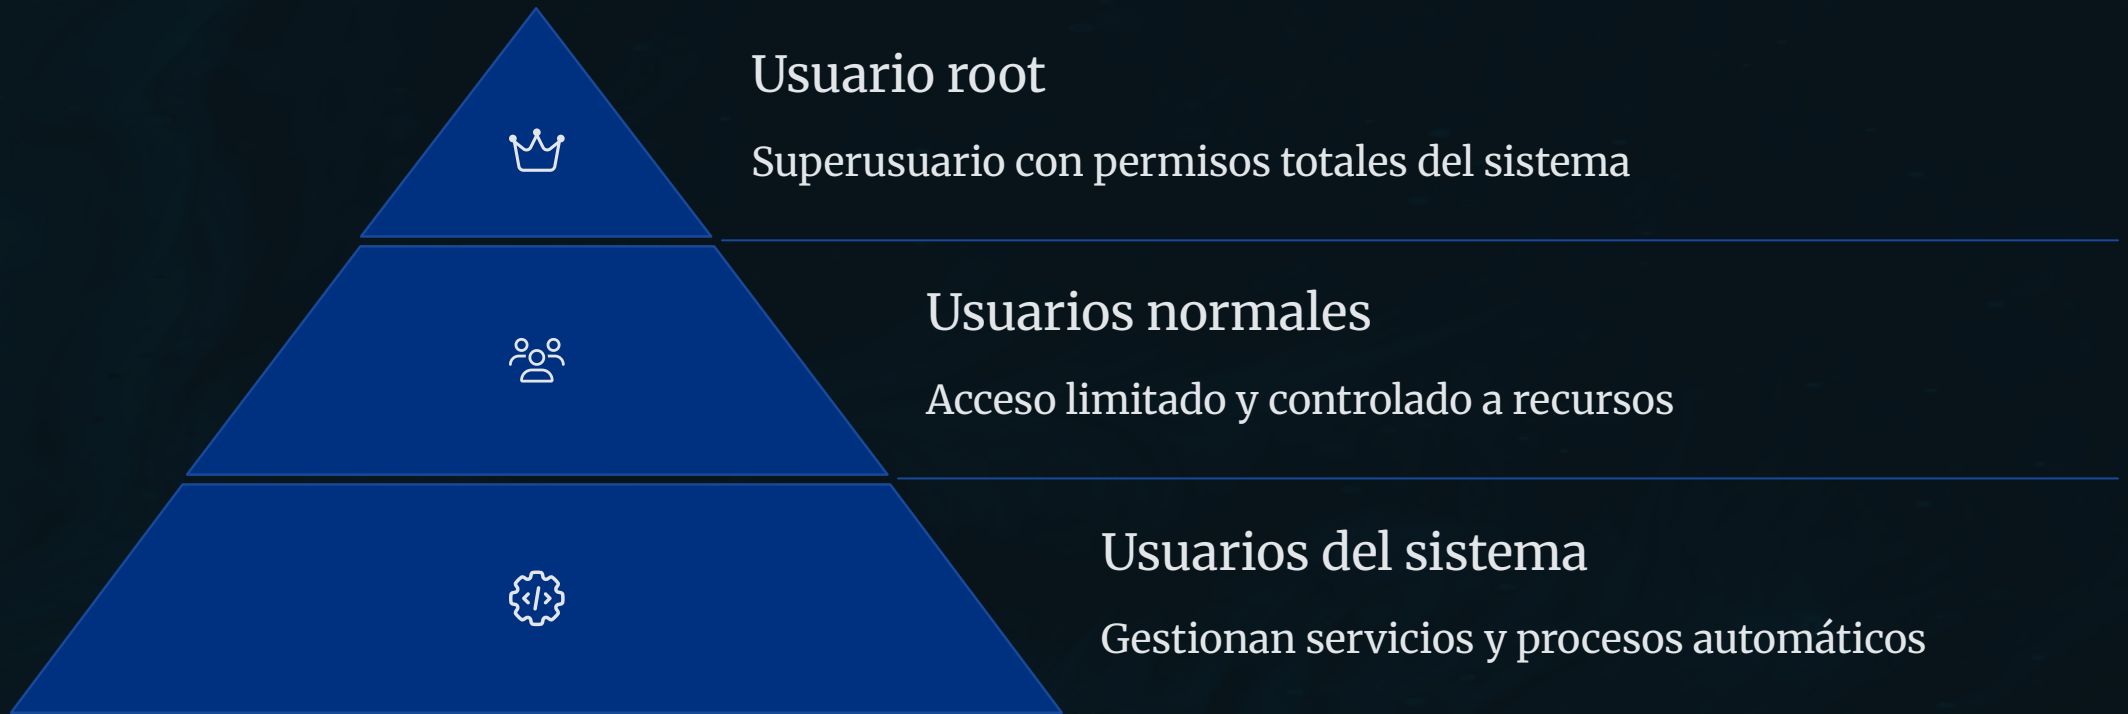 Usuario root
Superusuario con permisos totales del sistema
Usuarios normales
Acceso limitado y controlado a recursos
Usuarios del sistema
Gestionan servicios y procesos automáticos